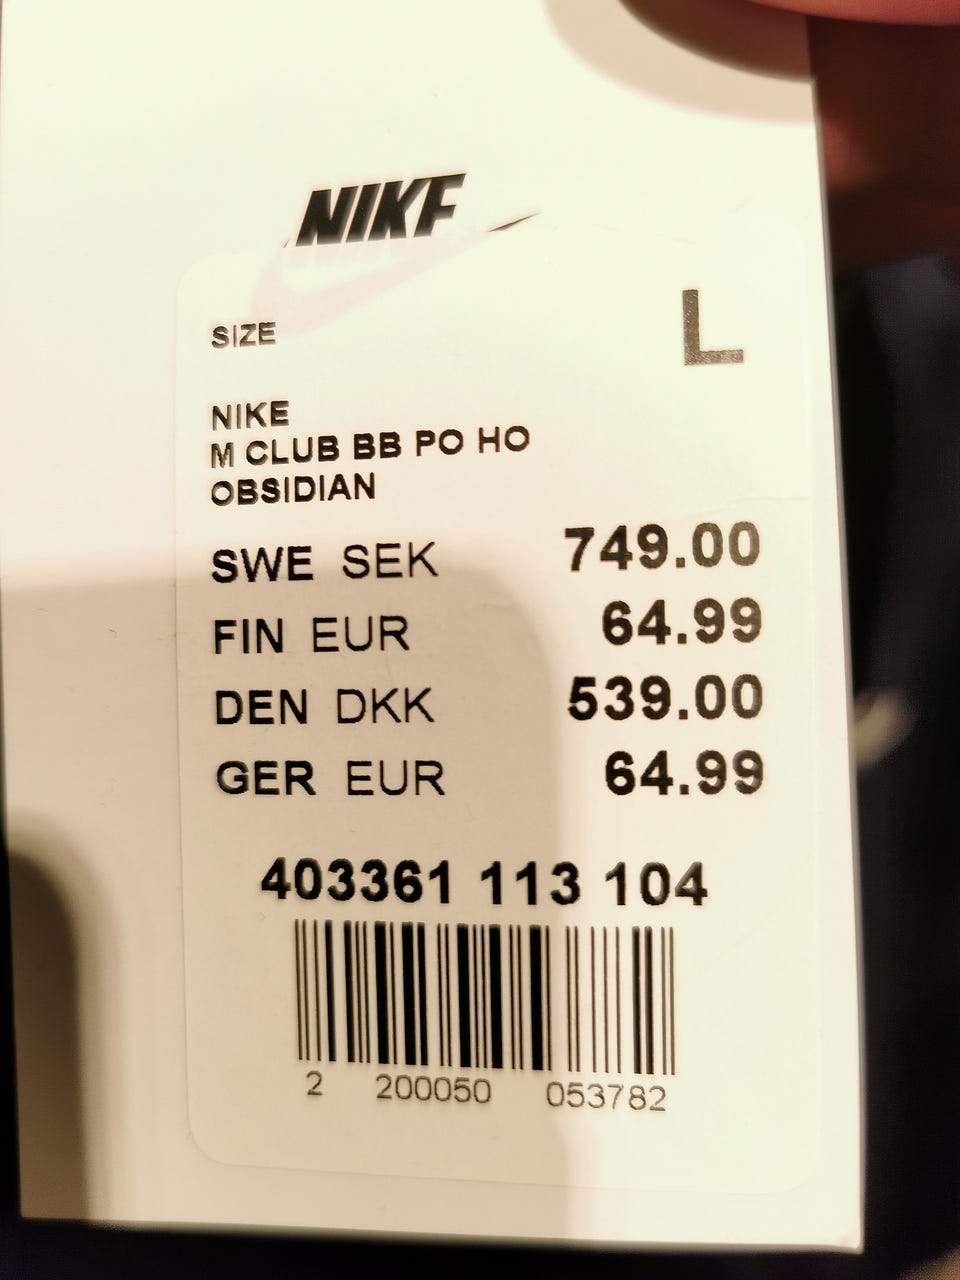 NIKE
SIZE L
NIKE
M CLUB BB PO HO
OBSIDIAN
SWE SEK 749.00
FIN EUR 64.99
DEN DKK 539.00
GER EUR 64.99
403361 113 104
2 200050 053782